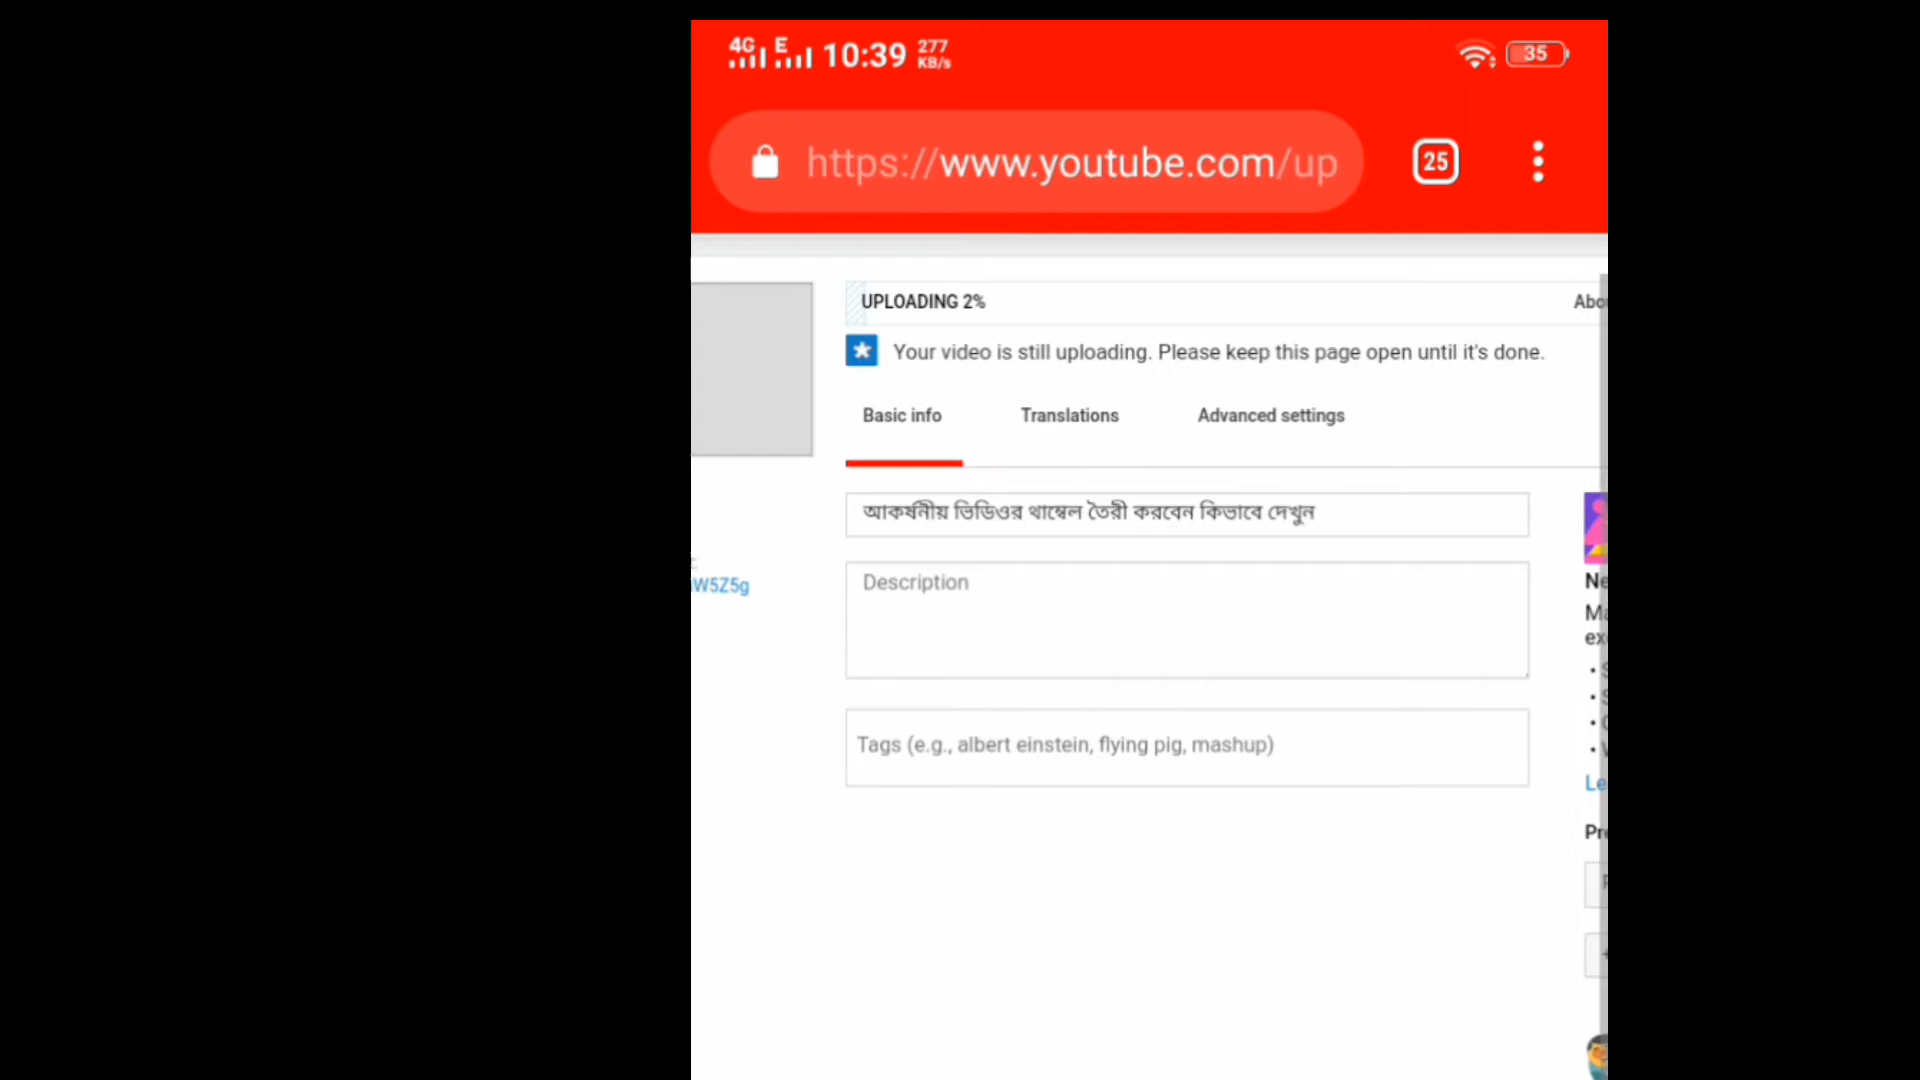 4G E 10:39 277 KB/s 35
https://www.youtube.com/up 25
UPLOADING 2%
Your video is still uploading. Please keep this page open until it's done.
Basic info Translations Advanced settings
আকর্ষনীয় ভিডিওর থাম্বেল তৈরী করবেন কিভাবে দেখুন
Description
W5Z5g
Tags (e.g., albert einstein, flying pig, mashup)